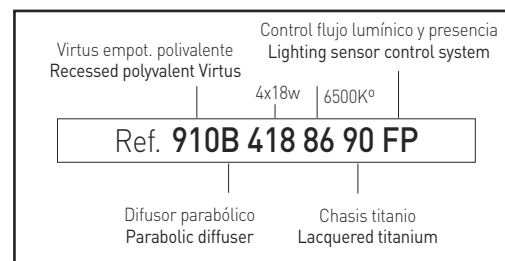 Control flujo lumínico y presencia
Lighting sensor control system
Virtus empot. polivalente
Recessed polyvalent Virtus
4x18w
6500Kº
Ref. 910B 418 86 90 FP
Difusor parabólico
Parabolic diffuser
Chasis titanio
Lacquered titanium